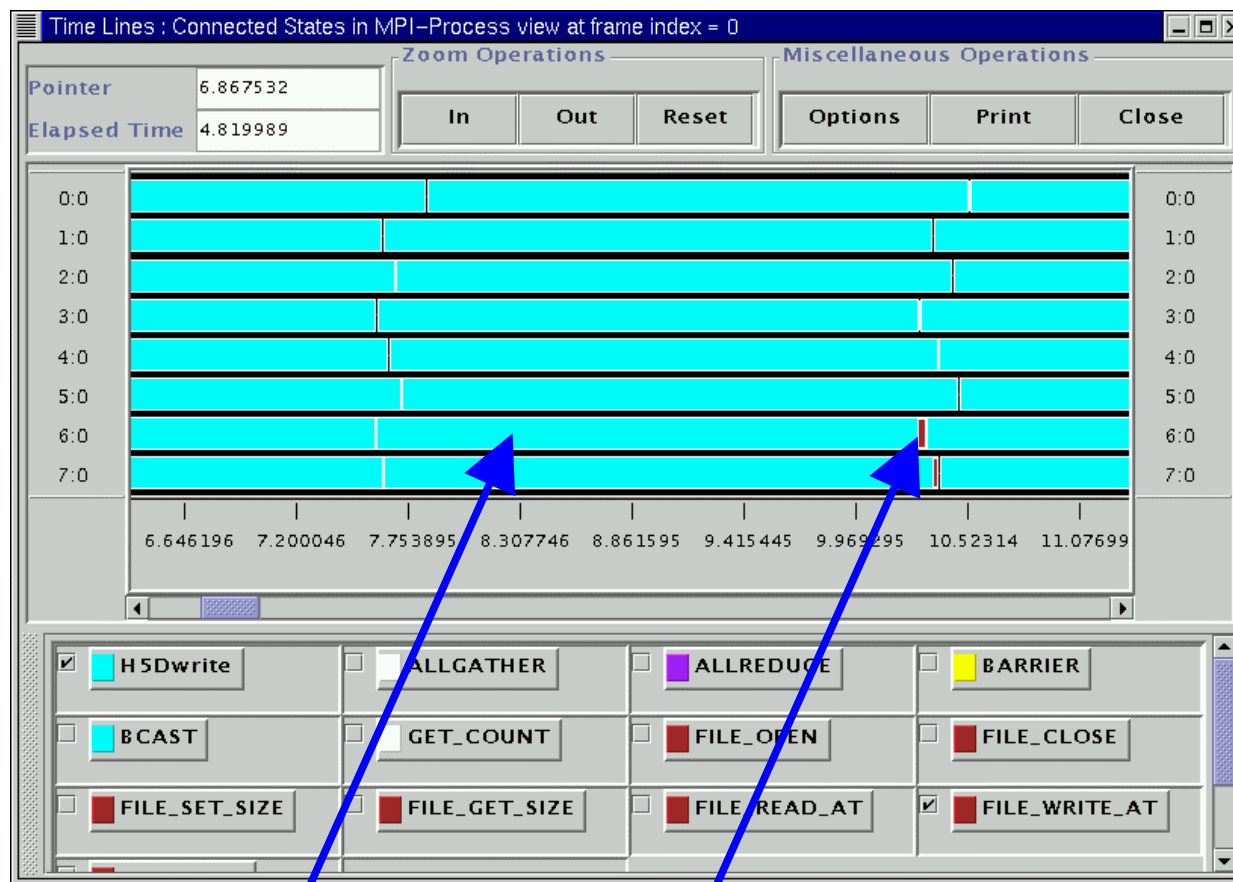 Time Lines : Connected States in MPI–Process view at frame index = 0
Zoom Operations
Miscellaneous Operations
Pointer 6.867532
Elapsed Time 4.819989
In Out Reset Options Print Close
0:0 0:0
1:0 1:0
2:0 2:0
3:0 3:0
4:0 4:0
5:0 5:0
6:0 6:0
7:0 7:0
6.646196 7.200046 7.753895 8.307746 8.861595 9.415445 9.969295 10.52314 11.07699
H5Dwrite ALLGATHER ALLREDUCE BARRIER
BCAST GET_COUNT FILE_OPEN FILE_CLOSE
FILE_SET_SIZE FILE_GET_SIZE FILE_READ_AT FILE_WRITE_AT